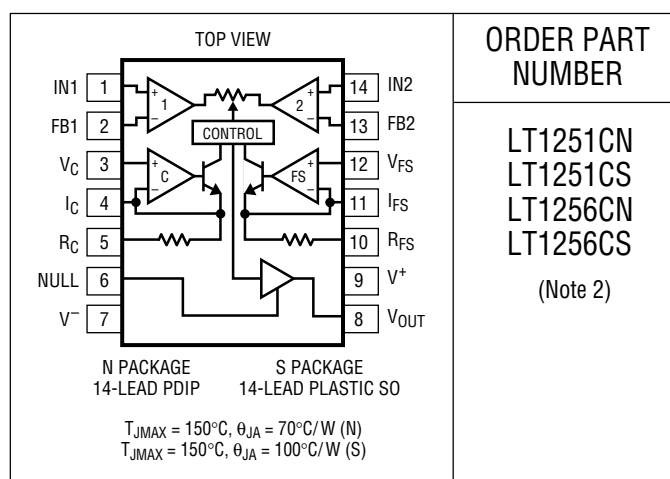 TOP VIEW
IN1 1
FB1 2
VC 3
IC 4
RC 5
NULL 6
V– 7
14 IN2
13 FB2
12 VFS
11 IFS
10 RFS
9 V+
8 VOUT
+
–
1
+
–
2
CONTROL
+
–
C
+
–
FS
N PACKAGE
14-LEAD PDIP
S PACKAGE
14-LEAD PLASTIC SO
TJMAX = 150°C, θJA = 70°C/W (N)
TJMAX = 150°C, θJA = 100°C/W (S)
ORDER PART
NUMBER
LT1251CN
LT1251CS
LT1256CN
LT1256CS
(Note 2)